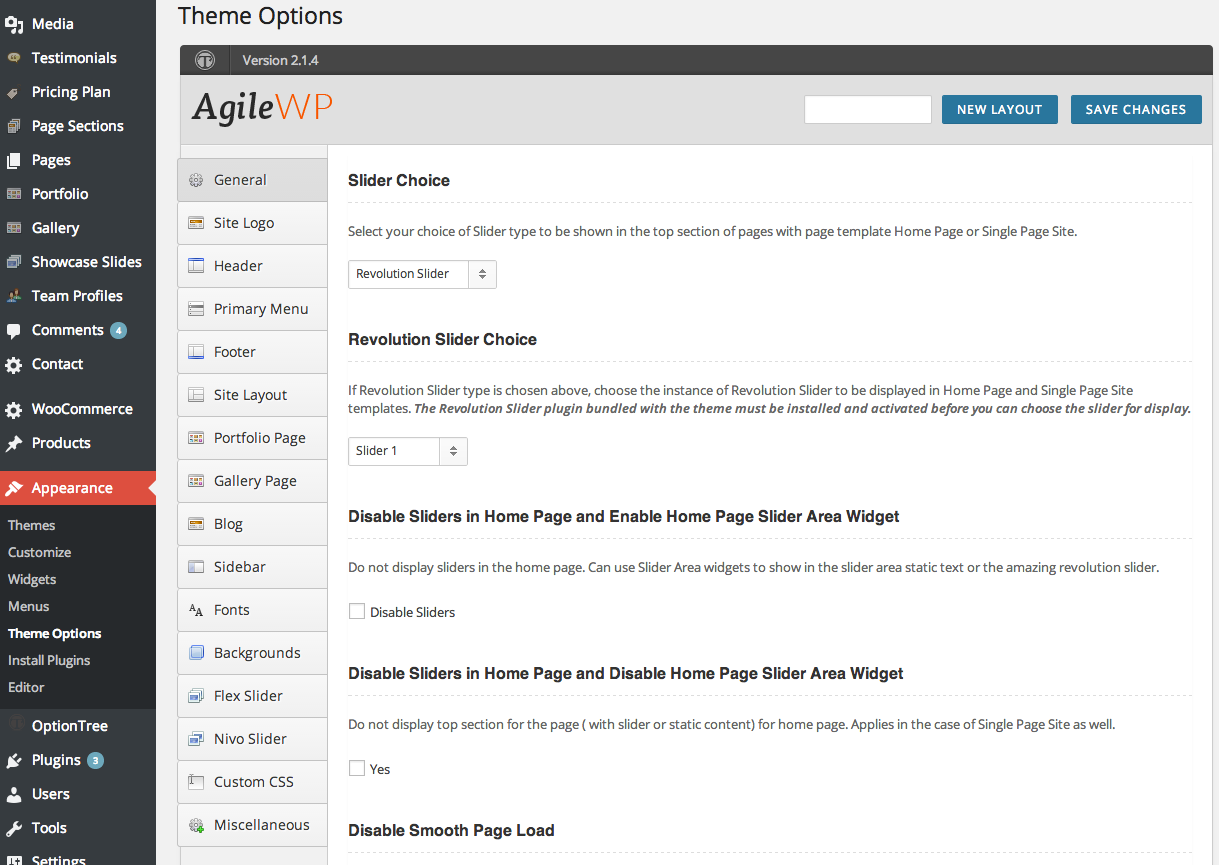 Media
Testimonials
Pricing Plan
Page Sections
Pages
Portfolio
Gallery
Showcase Slides
Team Profiles
Comments 4
Contact
WooCommerce
Products
Appearance
Themes
Customize
Widgets
Menus
Theme Options
Install Plugins
Editor
OptionTree
Plugins 3
Users
Tools
Settings
Theme Options
Version 2.1.4
AgileWP
NEW LAYOUT
SAVE CHANGES
General
Site Logo
Header
Primary Menu
Footer
Site Layout
Portfolio Page
Gallery Page
Blog
Sidebar
Fonts
Backgrounds
Flex Slider
Nivo Slider
Custom CSS
Miscellaneous
Slider Choice
Select your choice of Slider type to be shown in the top section of pages with page template Home Page or Single Page Site.
Revolution Slider
Revolution Slider Choice
If Revolution Slider type is chosen above, choose the instance of Revolution Slider to be displayed in Home Page and Single Page Site
templates. The Revolution Slider plugin bundled with the theme must be installed and activated before you can choose the slider for display.
Slider 1
Disable Sliders in Home Page and Enable Home Page Slider Area Widget
Do not display sliders in the home page. Can use Slider Area widgets to show in the slider area static text or the amazing revolution slider.
Disable Sliders
Disable Sliders in Home Page and Disable Home Page Slider Area Widget
Do not display top section for the page ( with slider or static content) for home page. Applies in the case of Single Page Site as well.
Yes
Disable Smooth Page Load